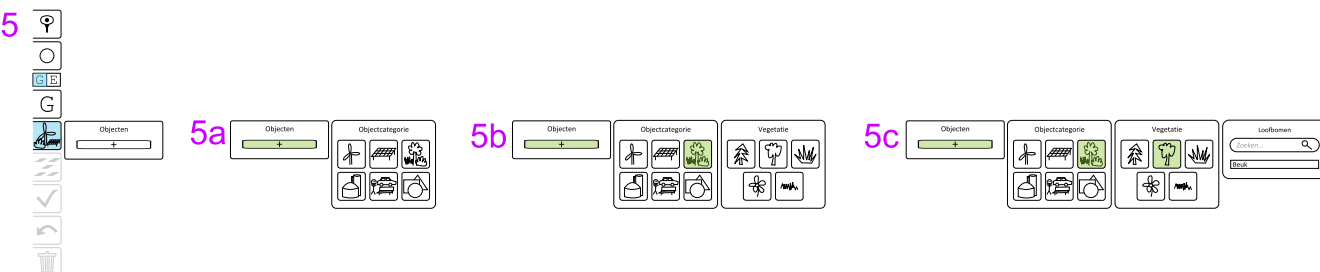 5
G E
G
Objecten
+
5a
Objecten
+
Objectcategorie
5b
Objecten
+
Objectcategorie
Vegetatie
5c
Objecten
+
Objectcategorie
Vegetatie
Loofbomen
Zoeken...
Beuk